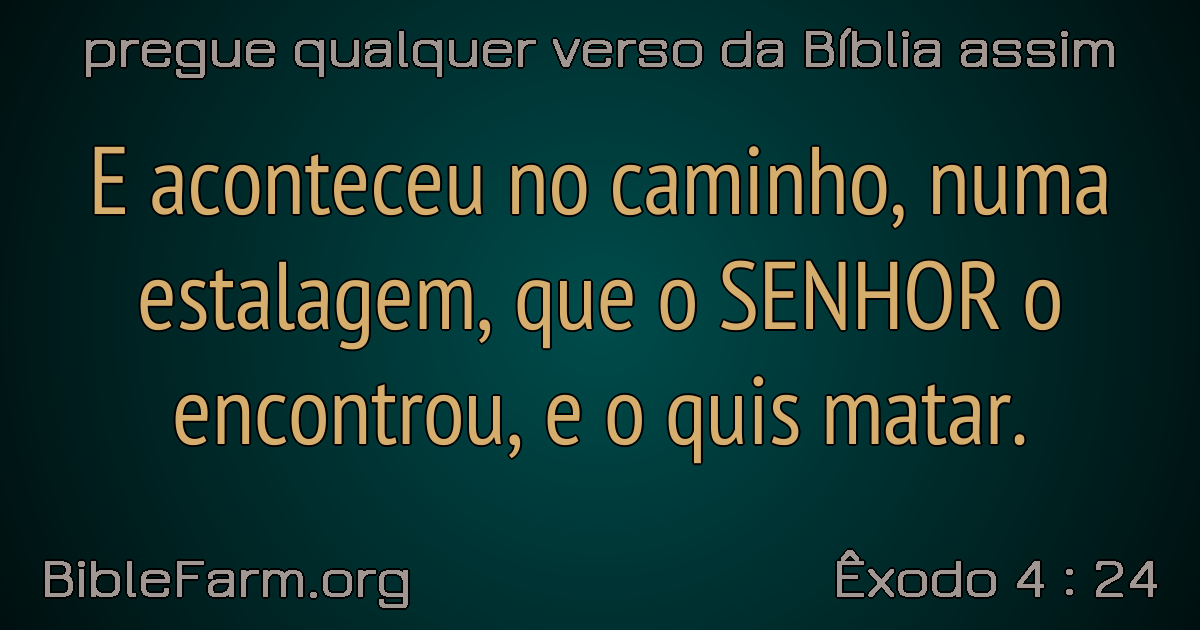 pregue qualquer verso da Bíblia assim
E aconteceu no caminho, numa
estalagem, que o SENHOR o
encontrou, e o quis matar.
BibleFarm.org
Êxodo 4 : 24